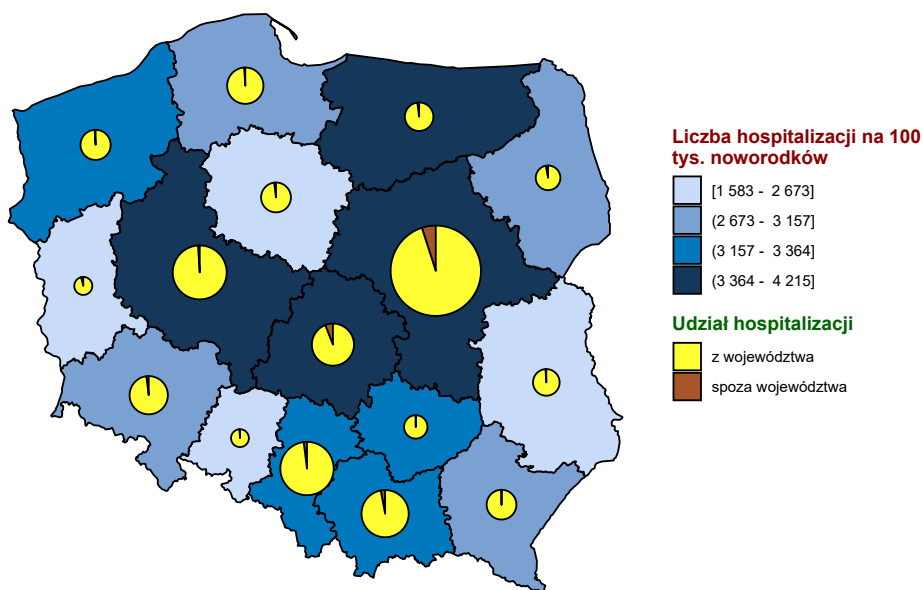 Liczba hospitalizacji na 100
tys. noworodków
[1 583 - 2 673]
(2 673 - 3 157]
(3 157 - 3 364]
(3 364 - 4 215]
Udział hospitalizacji
z województwa
spoza województwa